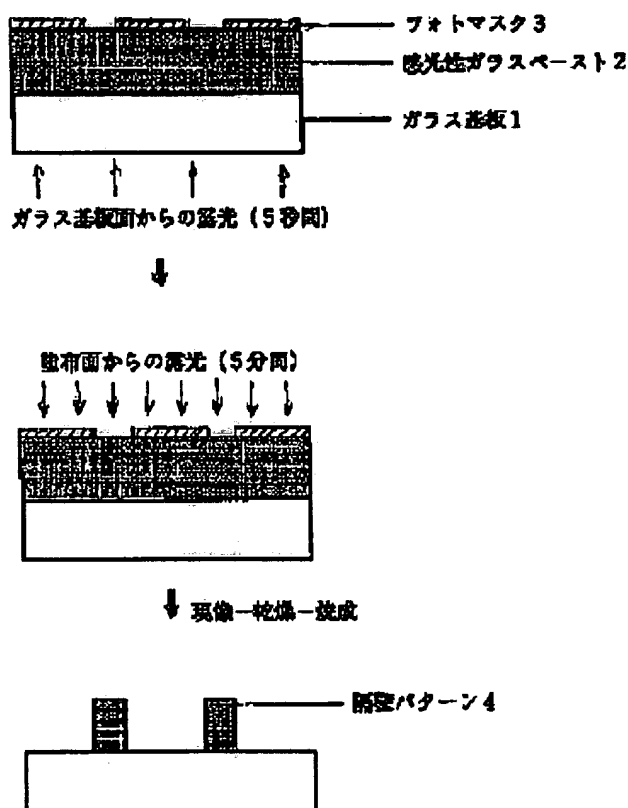 フォトマスク3
感光性ガラスペースト2
ガラス基板1
ガラス基板面からの露光(5秒間)
塗布面からの露光(5分間)
現像-乾燥-焼成
隔壁パターン4